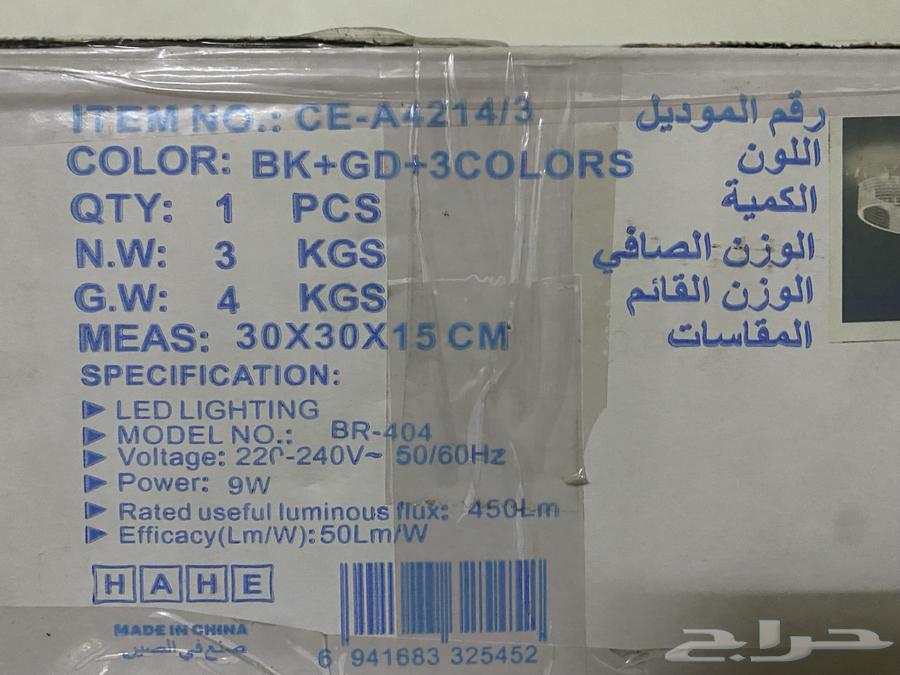 ITEM NO.: CE-A4214/3 رقم الموديل
COLOR: BK+GD+3COLORS اللون
QTY: 1 PCS الكمية
N.W: 3 KGS الوزن الصافي
G.W: 4 KGS الوزن القائم
MEAS: 30X30X15 CM المقاسات
SPECIFICATION:
LED LIGHTING
MODEL NO.: BR-404
Voltage: 220-240V~ 50/60Hz
Power: 9W
Rated useful luminous flux: 450Lm
Efficacy(Lm/W):50Lm/W
HAHE
MADE IN CHINA
صنع في الصين
6 941683 325452
حراج